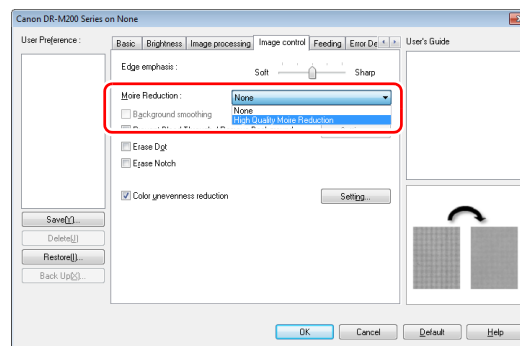 Canon DR-M200 Series on None
User Preference :
Basic Brightness Image processing Image control Feeding Error De
User's Guide
Edge emphasis :
Soft Sharp
Moire Reduction :
None
None
High Quality Moire Reduction
Background smoothing
Erase Dot
Erase Notch
Color unevenness reduction
Setting...
Save(Y)...
Delete(J)
Restore(I)...
Back Up(X)...
OK Cancel Default Help